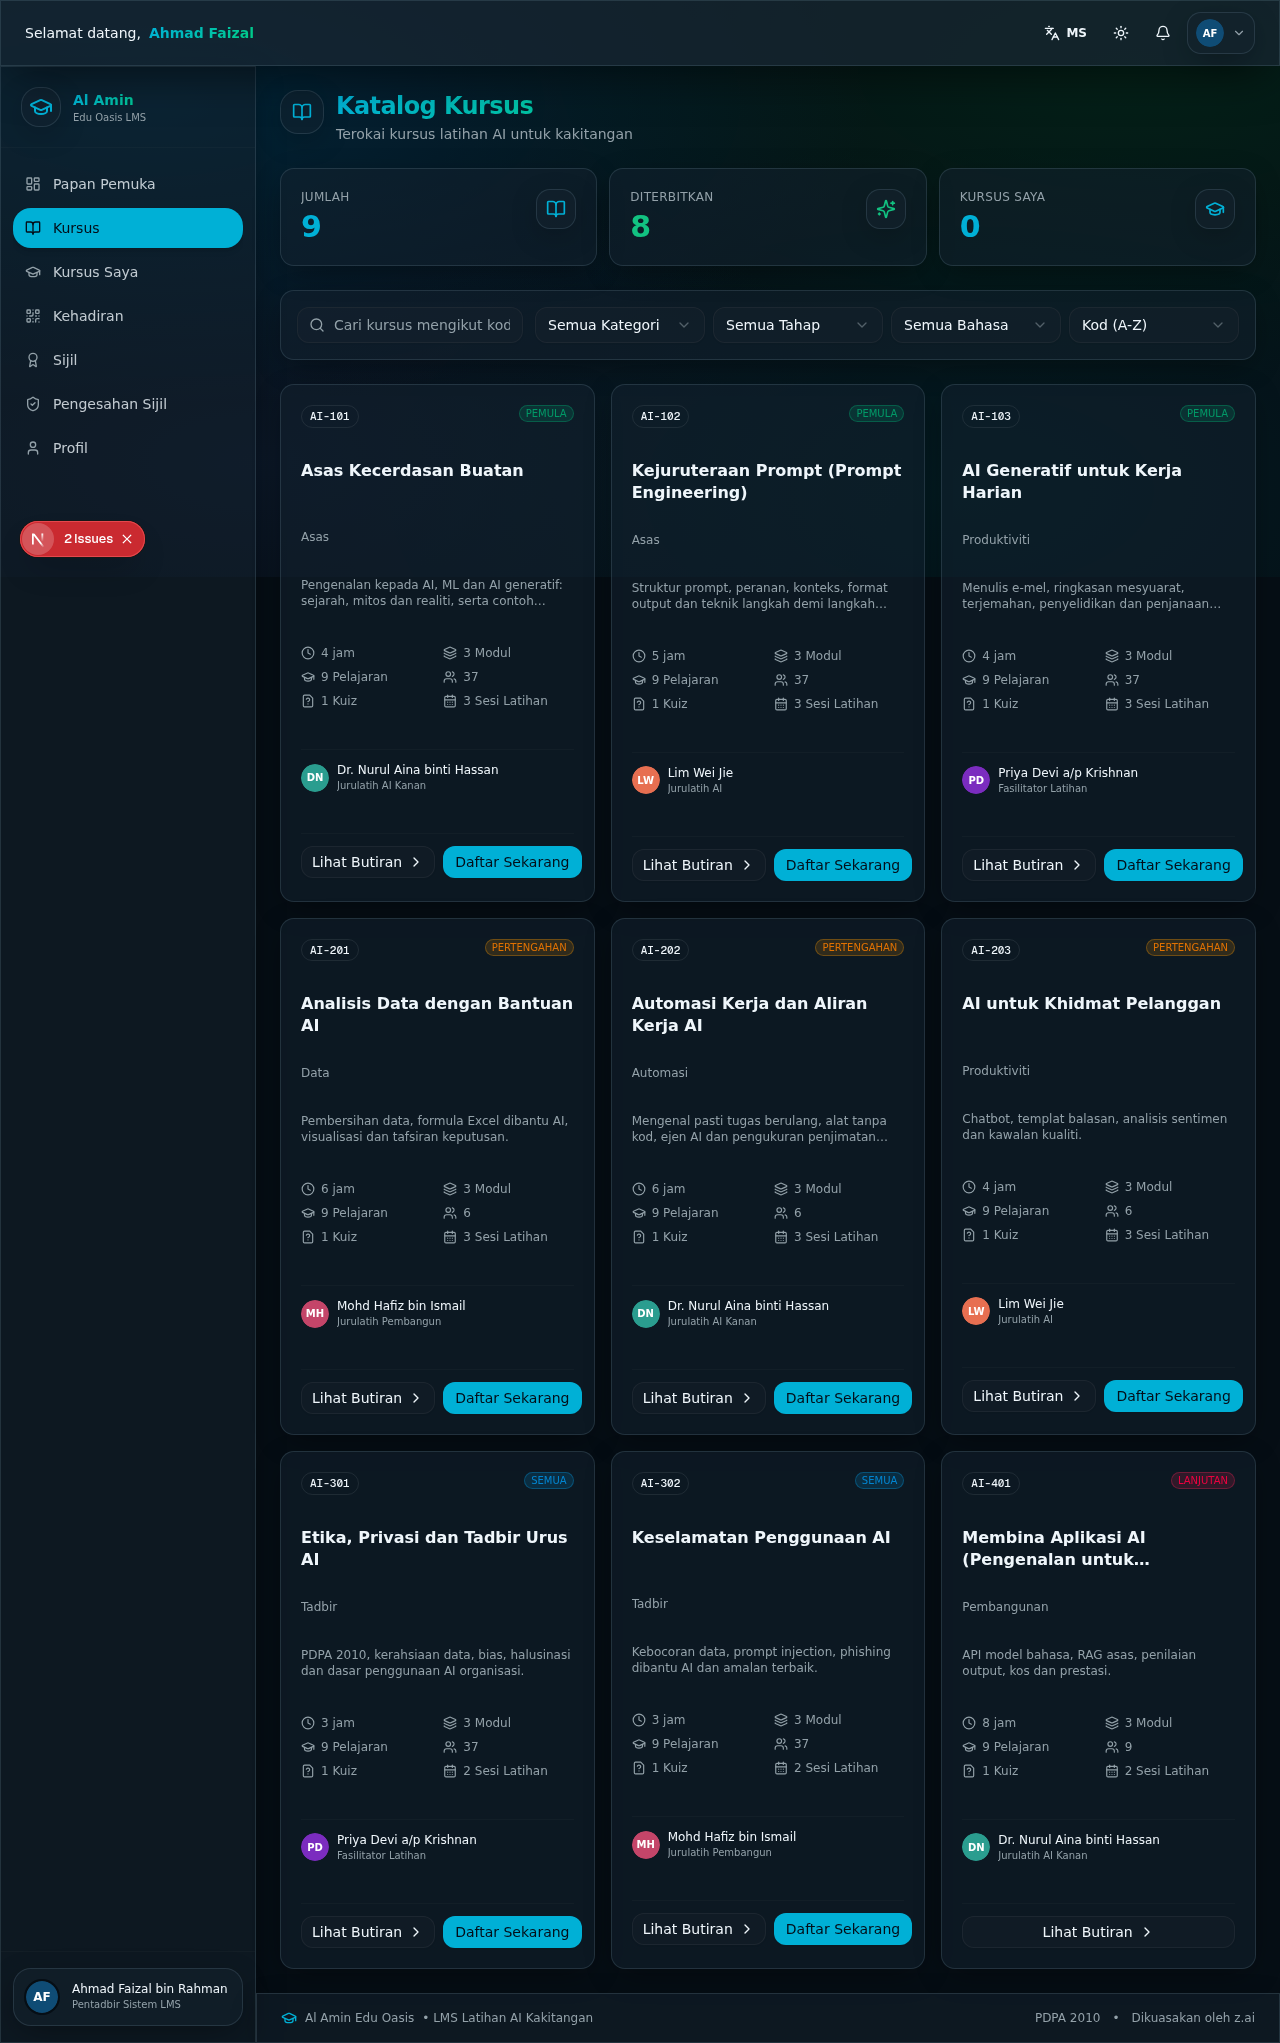 Selamat datang, Ahmad Faizal
MS
AF
Al Amin
Edu Oasis LMS
Papan Pemuka
Kursus
Kursus Saya
Kehadiran
Sijil
Pengesahan Sijil
Profil
N 2 Issues
Ahmad Faizal bin Rahman
AF
Pentadbir Sistem LMS
Katalog Kursus
Terokai kursus latihan AI untuk kakitangan
JUMLAH
9
DITERBITKAN
8
KURSUS SAYA
0
Cari kursus mengikut kod
Semua Kategori
Semua Tahap
Semua Bahasa
Kod (A-Z)
AI-101 PEMULA
Asas Kecerdasan Buatan
Asas
Pengenalan kepada AI, ML dan AI generatif:
sejarah, mitos dan realiti, serta contoh…
4 jam 3 Modul
9 Pelajaran 37
1 Kuiz 3 Sesi Latihan
DN Dr. Nurul Aina binti Hassan
Jurulatih AI Kanan
Lihat Butiran Daftar Sekarang
AI-102 PEMULA
Kejuruteraan Prompt (Prompt
Engineering)
Asas
Struktur prompt, peranan, konteks, format
output dan teknik langkah demi langkah…
5 jam 3 Modul
9 Pelajaran 37
1 Kuiz 3 Sesi Latihan
LW Lim Wei Jie
Jurulatih AI
Lihat Butiran Daftar Sekarang
AI-103 PEMULA
AI Generatif untuk Kerja
Harian
Produktiviti
Menulis e-mel, ringkasan mesyuarat,
terjemahan, penyelidikan dan penjanaan…
4 jam 3 Modul
9 Pelajaran 37
1 Kuiz 3 Sesi Latihan
PD Priya Devi a/p Krishnan
Fasilitator Latihan
Lihat Butiran Daftar Sekarang
AI-201 PERTENGAHAN
Analisis Data dengan Bantuan
AI
Data
Pembersihan data, formula Excel dibantu AI,
visualisasi dan tafsiran keputusan.
6 jam 3 Modul
9 Pelajaran 6
1 Kuiz 3 Sesi Latihan
MH Mohd Hafiz bin Ismail
Jurulatih Pembangun
Lihat Butiran Daftar Sekarang
AI-202 PERTENGAHAN
Automasi Kerja dan Aliran
Kerja AI
Automasi
Mengenal pasti tugas berulang, alat tanpa
kod, ejen AI dan pengukuran penjimatan…
6 jam 3 Modul
9 Pelajaran 6
1 Kuiz 3 Sesi Latihan
DN Dr. Nurul Aina binti Hassan
Jurulatih AI Kanan
Lihat Butiran Daftar Sekarang
AI-203 PERTENGAHAN
AI untuk Khidmat Pelanggan
Produktiviti
Chatbot, templat balasan, analisis sentimen
dan kawalan kualiti.
4 jam 3 Modul
9 Pelajaran 6
1 Kuiz 3 Sesi Latihan
LW Lim Wei Jie
Jurulatih AI
Lihat Butiran Daftar Sekarang
AI-301 SEMUA
Etika, Privasi dan Tadbir Urus
AI
Tadbir
PDPA 2010, kerahsiaan data, bias, halusinasi
dan dasar penggunaan AI organisasi.
3 jam 3 Modul
9 Pelajaran 37
1 Kuiz 2 Sesi Latihan
PD Priya Devi a/p Krishnan
Fasilitator Latihan
Lihat Butiran Daftar Sekarang
AI-302 SEMUA
Keselamatan Penggunaan AI
Tadbir
Kebocoran data, prompt injection, phishing
dibantu AI dan amalan terbaik.
3 jam 3 Modul
9 Pelajaran 37
1 Kuiz 2 Sesi Latihan
MH Mohd Hafiz bin Ismail
Jurulatih Pembangun
Lihat Butiran Daftar Sekarang
AI-401 LANJUTAN
Membina Aplikasi AI
(Pengenalan untuk…
Pembangunan
API model bahasa, RAG asas, penilaian
output, kos dan prestasi.
8 jam 3 Modul
9 Pelajaran 9
1 Kuiz 2 Sesi Latihan
DN Dr. Nurul Aina binti Hassan
Jurulatih AI Kanan
Lihat Butiran
Al Amin Edu Oasis • LMS Latihan AI Kakitangan
PDPA 2010 • Dikuasakan oleh z.ai